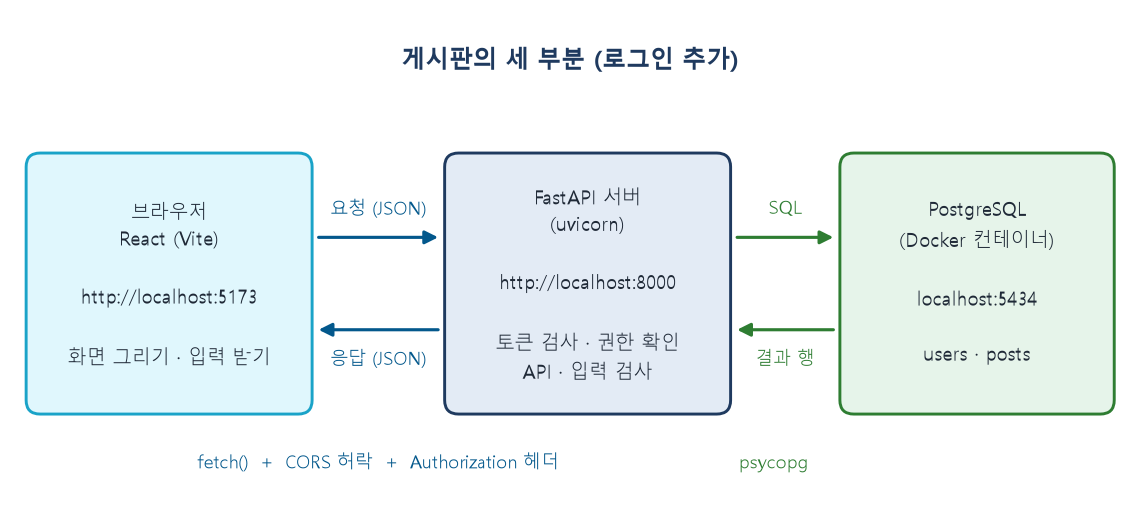 게시판의 세 부분 (로그인 추가)
브라우저
React (Vite)
http://localhost:5173
화면 그리기 · 입력 받기
요청 (JSON)
응답 (JSON)
FastAPI 서버
(uvicorn)
http://localhost:8000
토큰 검사 · 권한 확인
API · 입력 검사
SQL
결과 행
PostgreSQL
(Docker 컨테이너)
localhost:5434
users · posts
fetch() + CORS 허락 + Authorization 헤더
psycopg